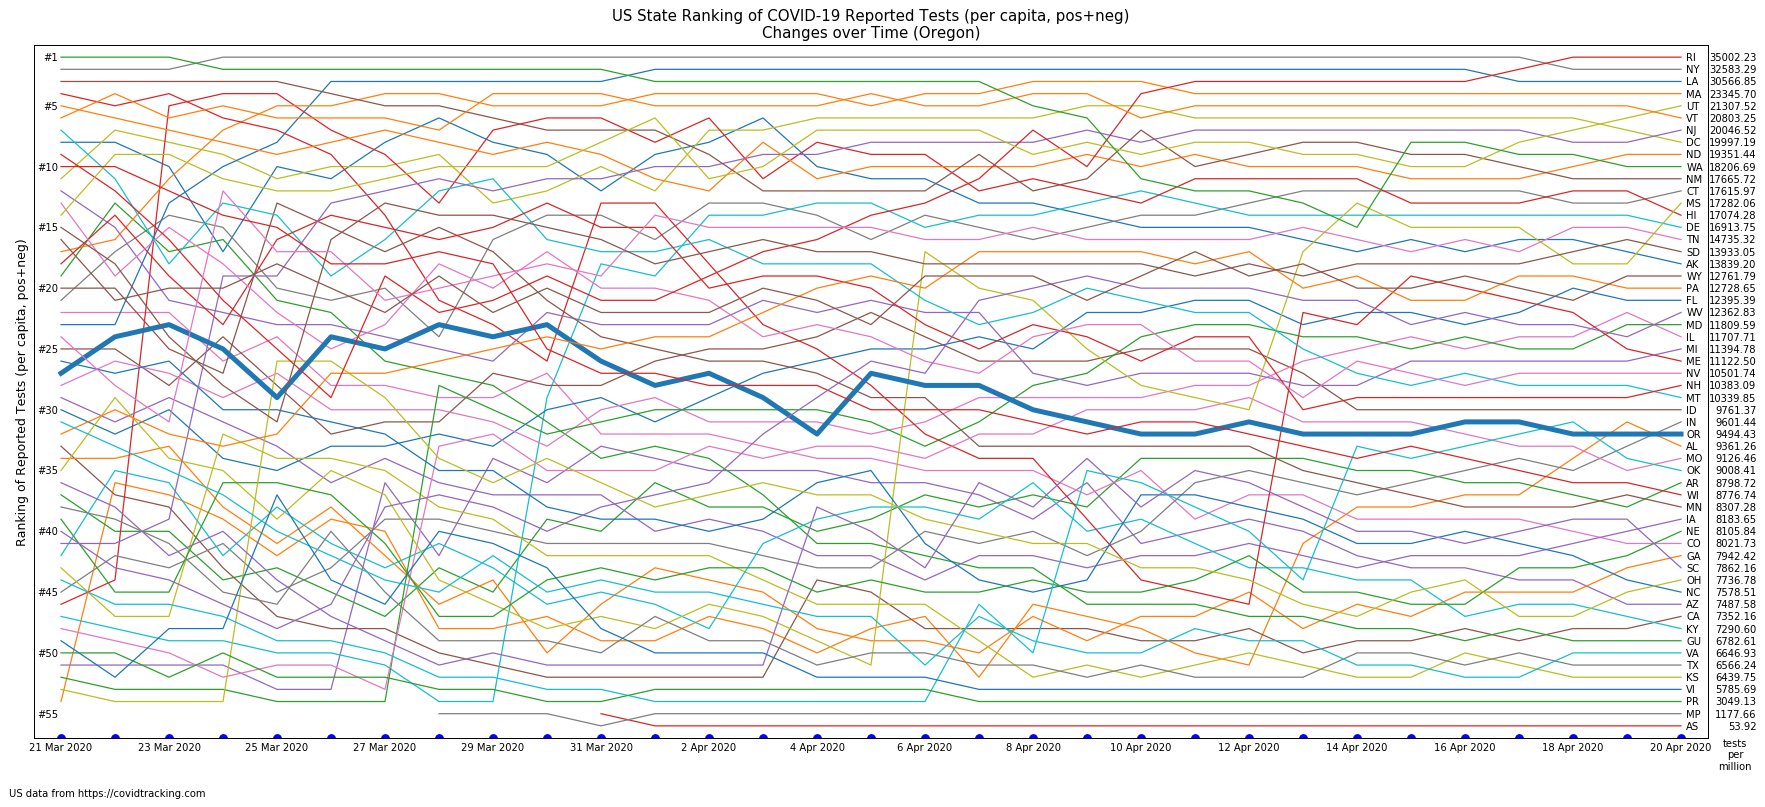 US State Ranking of COVID-19 Reported Tests (per capita, pos+neg)
Changes over Time (Oregon)
Ranking of Reported Tests (per capita, pos+neg)
#1
#5
#10
#15
#20
#25
#30
#35
#40
#45
#50
#55
RI 35002.23
NY 32583.29
LA 30566.85
MA 23345.70
UT 21307.52
VT 20803.25
NJ 20046.52
DC 19997.19
ND 19351.44
WA 18206.69
NM 17665.72
CT 17615.97
MS 17282.06
HI 17074.28
DE 16913.75
TN 14735.32
SD 13933.05
AK 13839.20
WY 12761.79
PA 12728.65
FL 12395.39
WV 12362.83
MD 11809.59
IL 11707.71
MI 11394.78
ME 11122.50
NV 10501.74
NH 10383.09
MT 10339.85
ID 9761.37
IN 9601.44
OR 9494.43
AL 9361.26
MO 9126.46
OK 9008.41
AR 8798.72
WI 8776.74
MN 8307.28
IA 8183.65
NE 8105.84
CO 8021.73
GA 7942.42
SC 7862.16
OH 7736.78
NC 7578.51
AZ 7487.58
CA 7352.16
KY 7290.60
GU 6782.61
VA 6646.93
TX 6566.24
KS 6439.75
VI 5785.69
PR 3049.13
MP 1177.66
AS 53.92
21 Mar 2020 23 Mar 2020 25 Mar 2020 27 Mar 2020 29 Mar 2020 31 Mar 2020 2 Apr 2020 4 Apr 2020 6 Apr 2020 8 Apr 2020 10 Apr 2020 12 Apr 2020 14 Apr 2020 16 Apr 2020 18 Apr 2020 20 Apr 2020
tests
per
million
US data from https://covidtracking.com